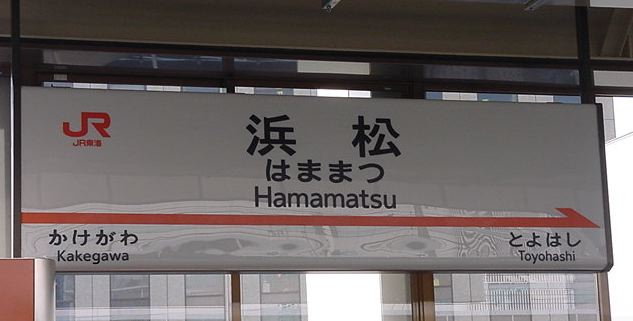 JR
JR東海
浜 松
はままつ
Hamamatsu
かけがわ
Kakegawa
とよはし
Toyohashi